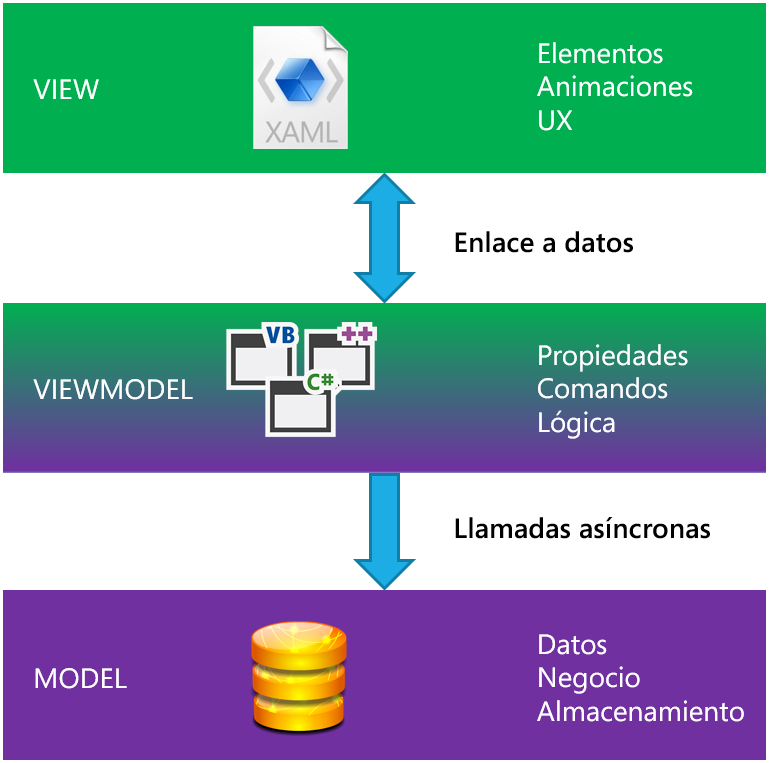 VIEW
XAML
Elementos
Animaciones
UX
Enlace a datos
VIEWMODEL
VB
++
C#
Propiedades
Comandos
Lógica
Llamadas asíncronas
MODEL
Datos
Negocio
Almacenamiento